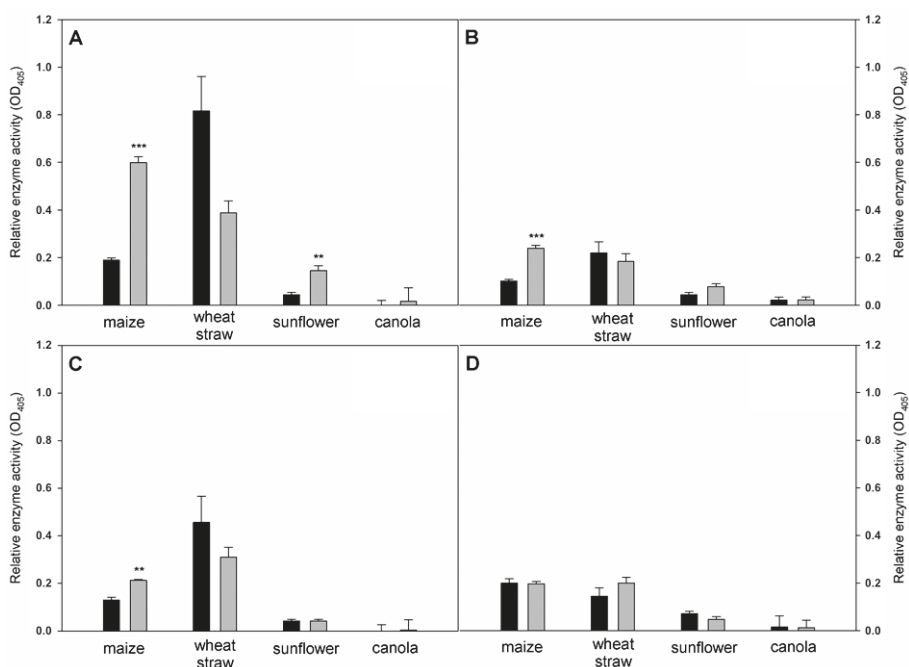 A
B
Relative enzyme activity (OD405)
1.2
1.0
0.8
0.6
0.4
0.2
0.0
***
**
maize
wheat
straw
sunflower
canola
***
maize
wheat
straw
sunflower
canola
1.2
1.0
0.8
0.6
0.4
0.2
0.0
Relative enzyme activity (OD405)
C
D
Relative enzyme activity (OD405)
1.2
1.0
0.8
0.6
0.4
0.2
0.0
**
maize
wheat
straw
sunflower
canola
maize
wheat
straw
sunflower
canola
1.2
1.0
0.8
0.6
0.4
0.2
0.0
Relative enzyme activity (OD405)